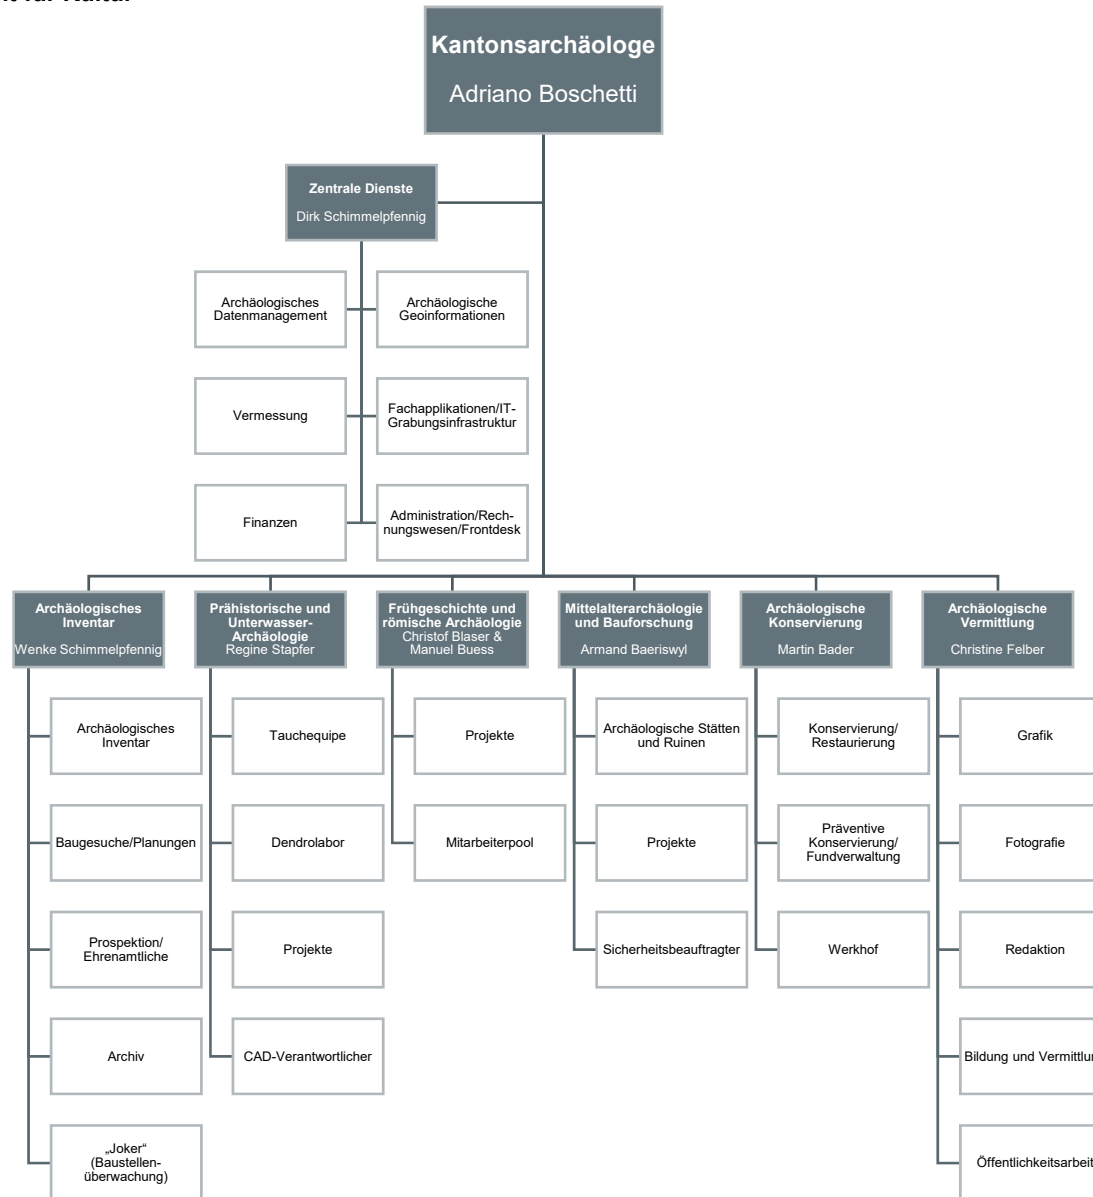 Kantonsarchäologe
Adriano Boschetti
Zentrale Dienste
Dirk Schimmelpfennig
Archäologisches
Datenmanagement
Archäologische
Geoinformationen
Vermessung
Fachapplikationen/IT-
Grabungsinfrastruktur
Finanzen
Administration/Rech-
nungswesen/Frontdesk
Archäologisches
Inventar
Wenke Schimmelpfennig
Archäologisches
Inventar
Baugesuche/Planungen
Prospektion/
Ehrenamtliche
Archiv
„Joker“
(Baustellen-
überwachung)
Prähistorische und
Unterwasser-
Archäologie
Regine Stapfer
Tauchequipe
Dendrolabor
Projekte
CAD-Verantwortlicher
Frühgeschichte und
römische Archäologie
Christof Blaser &
Manuel Buess
Projekte
Mitarbeiterpool
Mittelalterarchäologie
und Bauforschung
Armand Baeriswyl
Archäologische Stätten
und Ruinen
Projekte
Sicherheitsbeauftragter
Archäologische
Konservierung
Martin Bader
Konservierung/
Restaurierung
Präventive
Konservierung/
Fundverwaltung
Werkhof
Archäologische
Vermittlung
Christine Felber
Grafik
Fotografie
Redaktion
Bildung und Vermittlun
Öffentlichkeitsarbeit